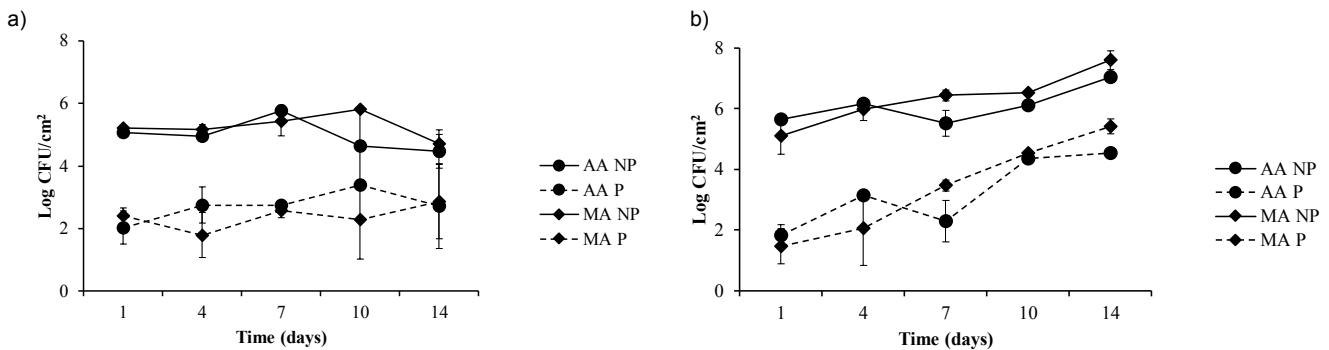 a)
8
6
4
2
0
Log CFU/cm²
1 4 7 10 14
Time (days)
AA NP
AA P
MA NP
MA P
b)
8
6
4
2
0
Log CFU/cm²
1 4 7 10 14
Time (days)
AA NP
AA P
MA NP
MA P